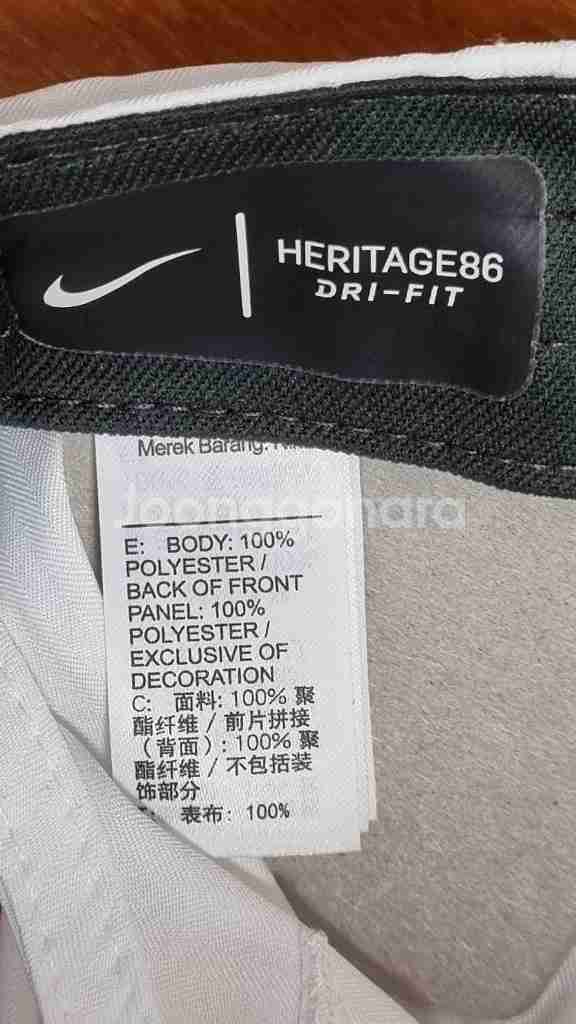 HERITAGE86
DRI-FIT
Merek Barang:
Joonggonara
E: BODY: 100%
POLYESTER /
BACK OF FRONT
PANEL: 100%
POLYESTER /
EXCLUSIVE OF
DECORATION
C: 面料: 100% 聚
酯纤维 / 前片拼接
（背面）: 100% 聚
酯纤维 / 不包括装
饰部分
表布: 100%